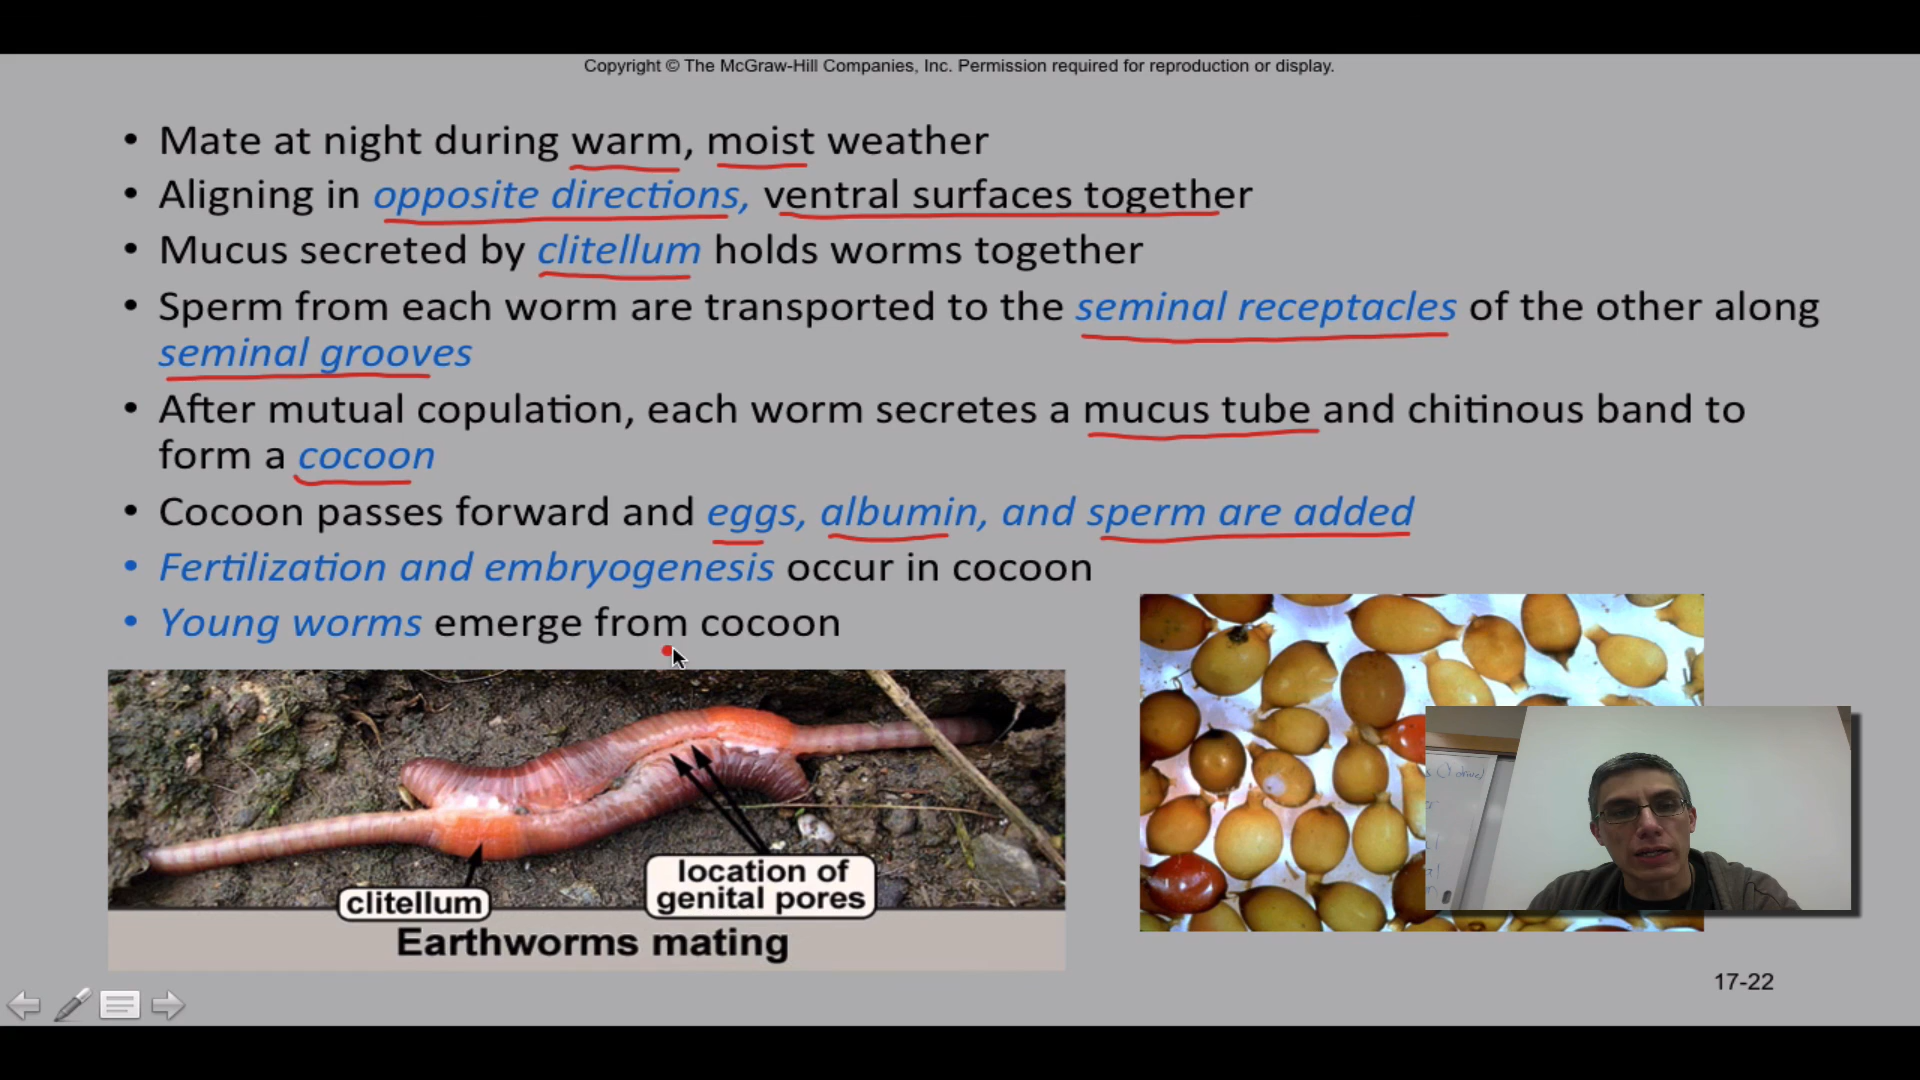 Copyright © The McGraw-Hill Companies, Inc. Permission required for reproduction or display.
• Mate at night during warm, moist weather
• Aligning in opposite directions, ventral surfaces together
• Mucus secreted by clitellum holds worms together
• Sperm from each worm are transported to the seminal receptacles of the other along
seminal grooves
• After mutual copulation, each worm secretes a mucus tube and chitinous band to
form a cocoon
• Cocoon passes forward and eggs, albumin, and sperm are added
• Fertilization and embryogenesis occur in cocoon
• Young worms emerge from cocoon
clitellum
location of
genital pores
Earthworms mating
17-22